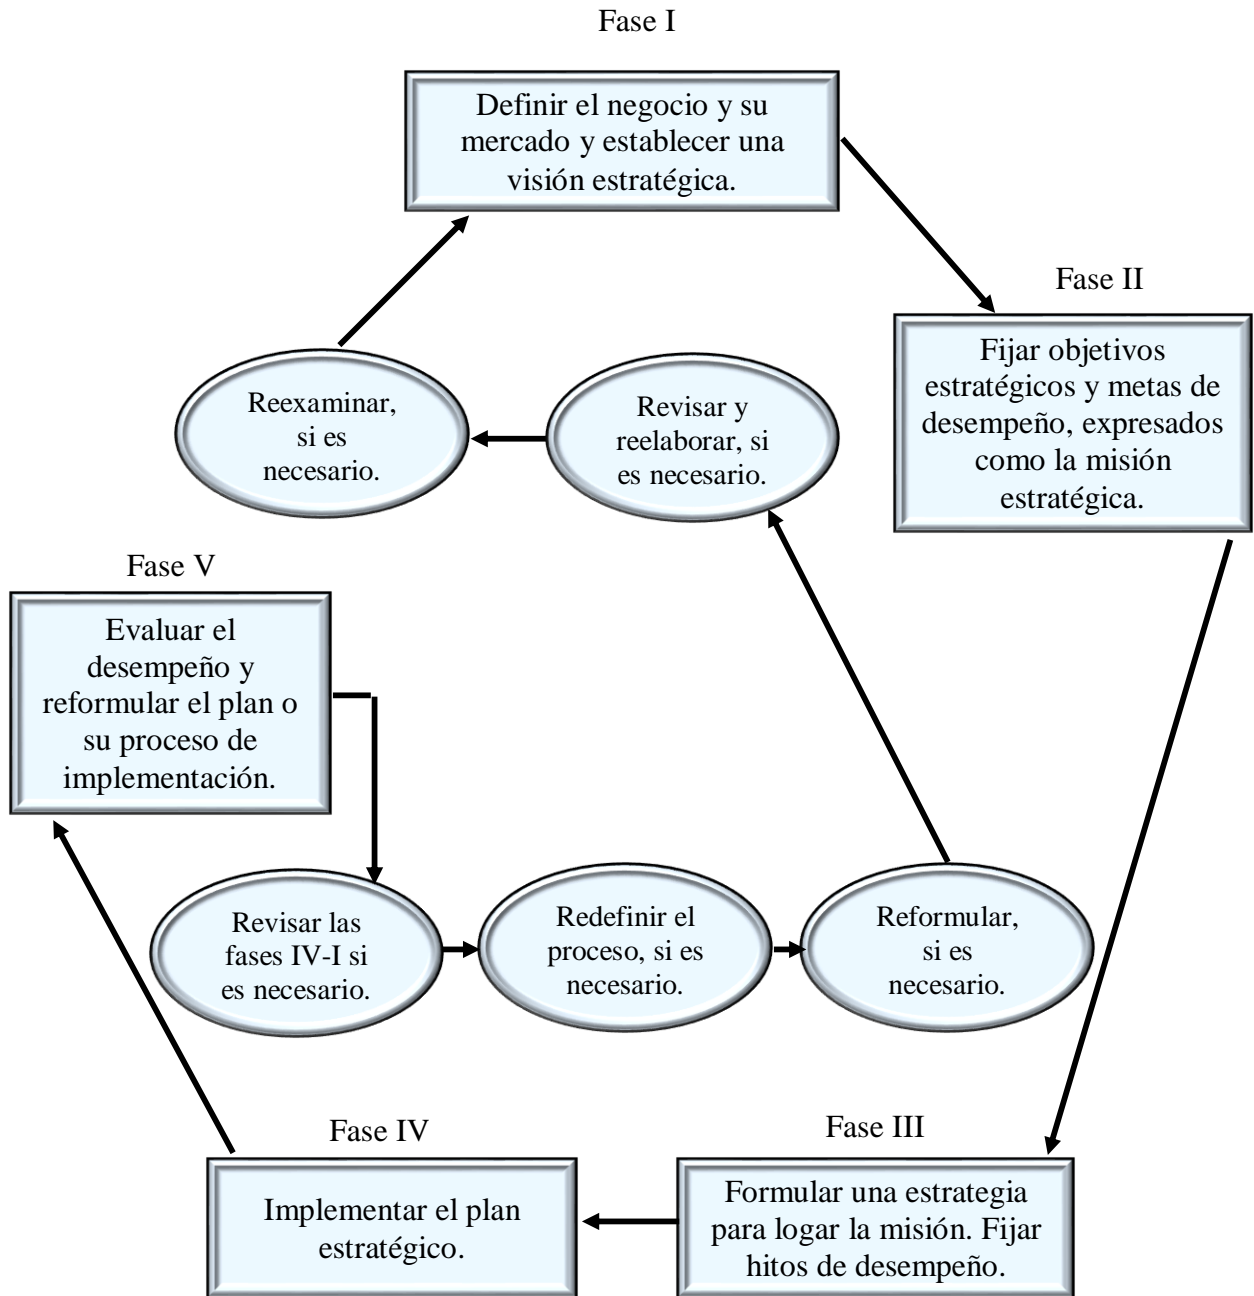 Fase I
Definir el negocio y su
mercado y establecer una
visión estratégica.
Fase II
Fijar objetivos
estratégicos y metas de
desempeño, expresados
como la misión
estratégica.
Reexaminar,
si es
necesario.
Revisar y
reelaborar, si
es necesario.
Fase V
Evaluar el
desempeño y
reformular el plan o
su proceso de
implementación.
Revisar las
fases IV-I si
es necesario.
Redefinir el
proceso, si es
necesario.
Reformular,
si es
necesario.
Fase IV
Implementar el plan
estratégico.
Fase III
Formular una estrategia
para logar la misión. Fijar
hitos de desempeño.